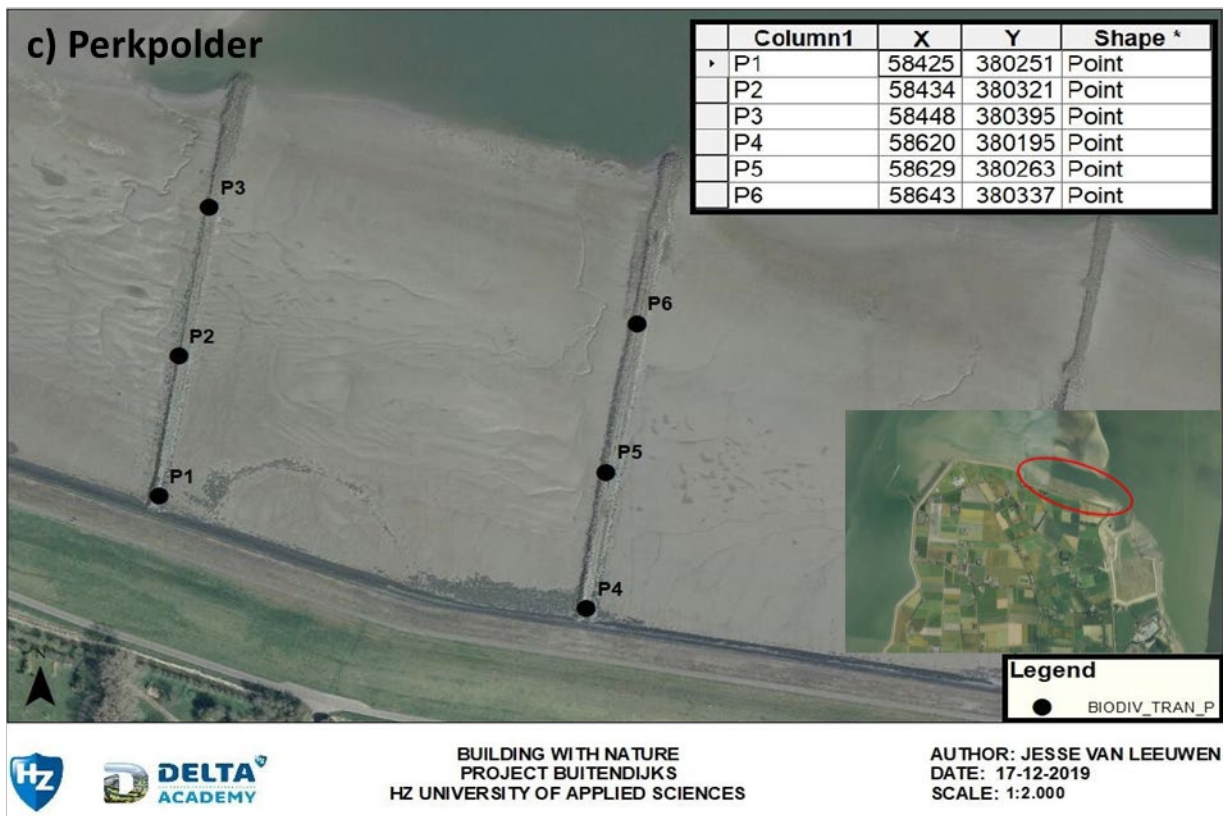 c) Perkpolder
Column1 X Y Shape *
P1 58425 380251 Point
P2 58434 380321 Point
P3 58448 380395 Point
P4 58620 380195 Point
P5 58629 380263 Point
P6 58643 380337 Point
P3
P6
P2
P5
P1
P4
N
Legend
BIODIV_TRAN_P
HZ
DELTA
ACADEMY
BUILDING WITH NATURE
PROJECT BUITENDIJKS
HZ UNIVERSITY OF APPLIED SCIENCES
AUTHOR: JESSE VAN LEEUWEN
DATE: 17-12-2019
SCALE: 1:2.000